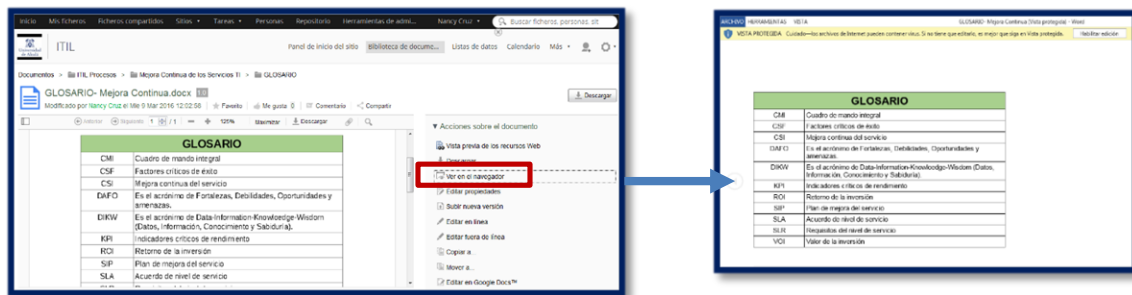 Inicio Mis ficheros Ficheros compartidos Sitios Tareas Personas Repositorio Herramientas de admi... Nancy Cruz Buscar ficheros, personas, sit
Universidad de Alcalá
ITIL
Panel de inicio del sitio Biblioteca de docume... Listas de datos Calendario Más
Documentos > ITIL Procesos > Mejora Continua de los Servicios TI > GLOSARIO
GLOSARIO- Mejora Continua.docx 1.0
Modificado por Nancy Cruz el Mie 9 Mar 2016 12:02:56 Favorito Me gusta 0 Comentario Compartir
Descargar
Anterior Siguiente 1 / 1 120% Maximizar Descargar
GLOSARIO
CMI Cuadro de mando integral
CSF Factores críticos de éxito
CSI Mejora continua del servicio
DAFO Es el acrónimo de Fortalezas, Debilidades, Oportunidades y
amenazas.
DIKW Es el acrónimo de Data-Information-Knowloedge-Wisdom
(Datos, Información, Conocimiento y Sabiduría).
KPI Indicadores críticos de rendimiento
ROI Retorno de la inversión
SIP Plan de mejora del servicio
SLA Acuerdo de nivel de servicio
Acciones sobre el documento
Vista previa de los recursos Web
Descargar
Ver en el navegador
Editar propiedades
Subir nueva versión
Editar en línea
Editar fuera de línea
Copiar a...
Mover a...
Editar en Google Docs™
ARCHIVO HERRAMIENTAS VISTA GLOSARIO- Mejora Continua (Vista protegida) - Word
VISTA PROTEGIDA Cuidado—los archivos de Internet pueden contener virus. Si no tiene que editarlo, es mejor que siga en Vista protegida. Habilitar edición
GLOSARIO
CMI Cuadro de mando integral
CSF Factores críticos de éxito
CSI Mejora continua del servicio
DAFO Es el acrónimo de Fortalezas, Debilidades, Oportunidades y
amenazas.
DIKW Es el acrónimo de Data-Information-Knowloedge-Wisdom (Datos,
Información, Conocimiento y Sabiduría).
KPI Indicadores críticos de rendimiento
ROI Retorno de la inversión
SIP Plan de mejora del servicio
SLA Acuerdo de nivel de servicio
SLR Requisitos del nivel de servicio
VOI Valor de la inversión